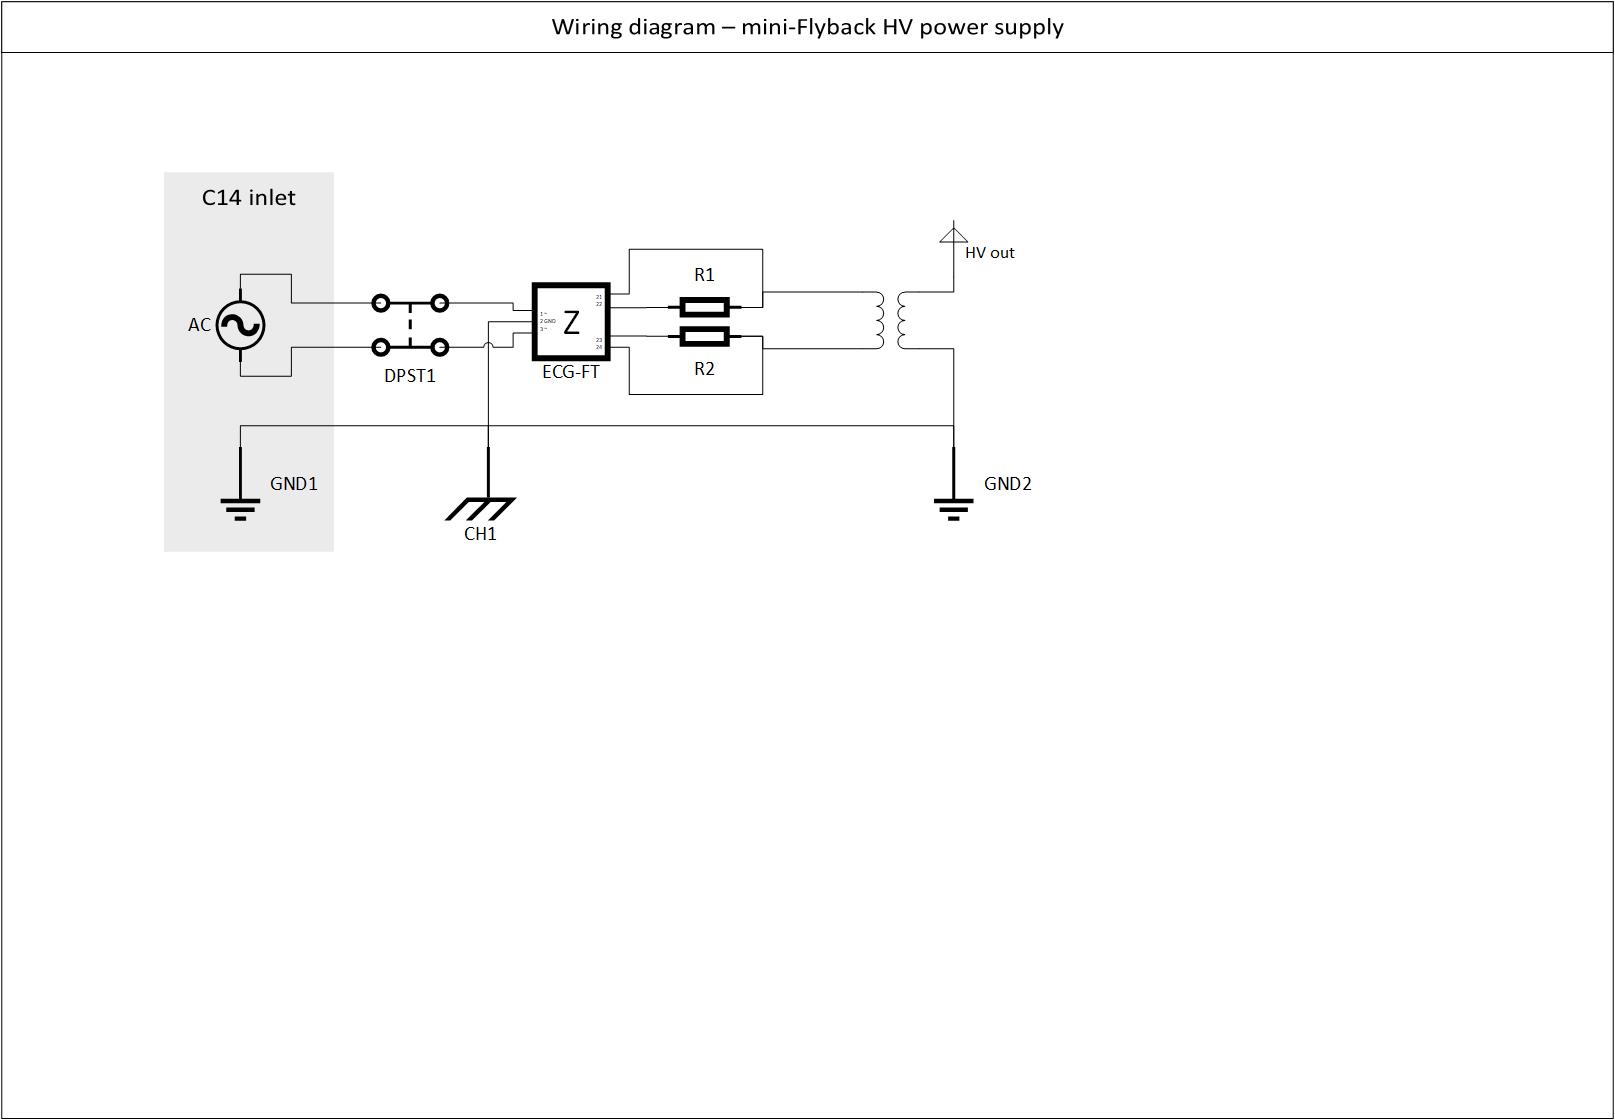 Wiring diagram – mini-Flyback HV power supply
C14 inlet
HV out
R1
21
22
1 ~
2 GND
3 ~
Z
AC
23
24
R2
ECG-FT
DPST1
GND1
GND2
CH1